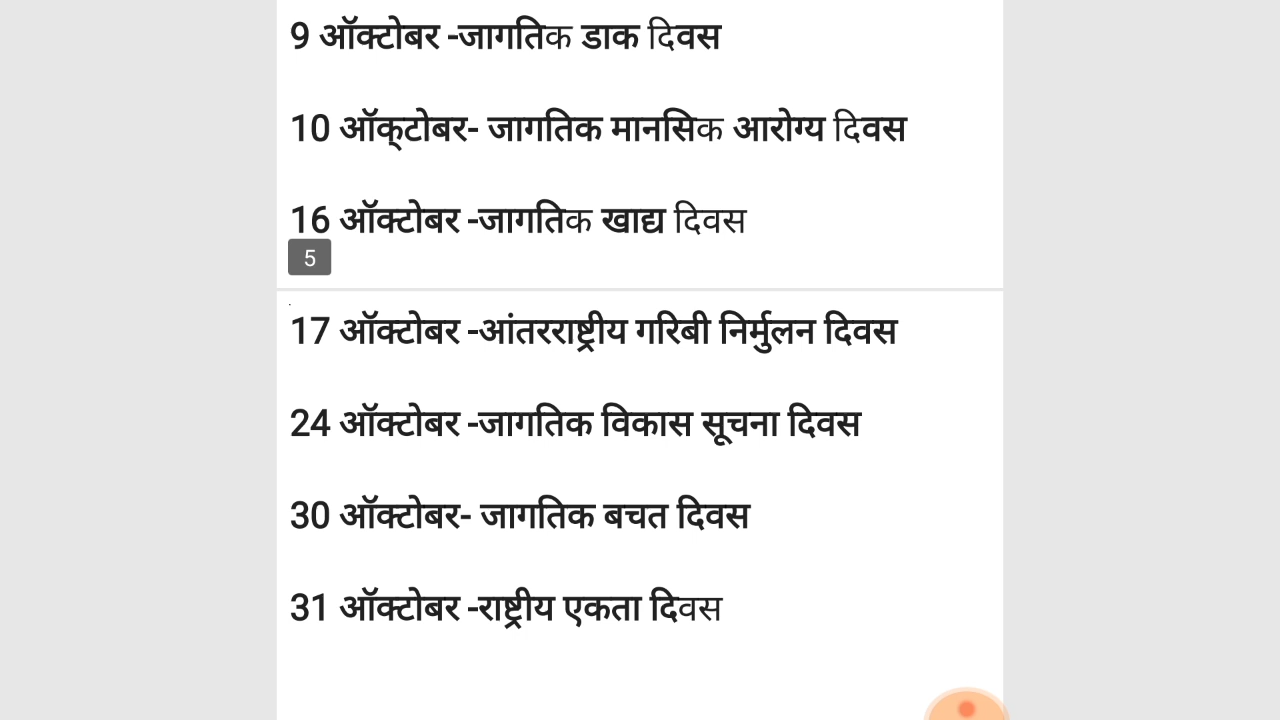 9 ऑक्टोबर -जागतिक डाक दिवस
10 ऑक्‌टोबर- जागतिक मानसिक आरोग्य दिवस
16 ऑक्टोबर -जागतिक खाद्य दिवस
5
17 ऑक्टोबर -आंतरराष्ट्रीय गरिबी निर्मुलन दिवस
24 ऑक्टोबर -जागतिक विकास सूचना दिवस
30 ऑक्टोबर- जागतिक बचत दिवस
31 ऑक्टोबर -राष्ट्रीय एकता दिवस